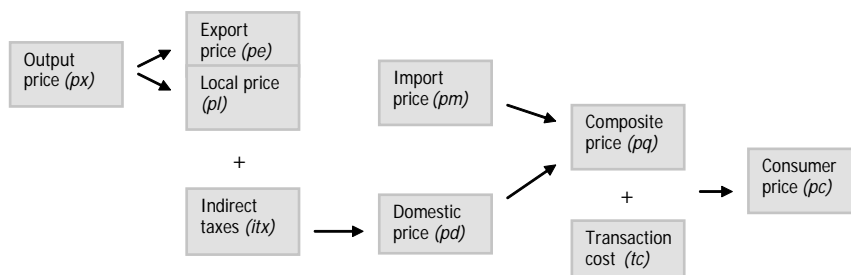 Output
price (px)
Export
price (pe)
Local price
(pl)
+
Indirect
taxes (itx)
Import
price (pm)
Domestic
price (pd)
Composite
price (pq)
+
Transaction
cost (tc)
Consumer
price (pc)